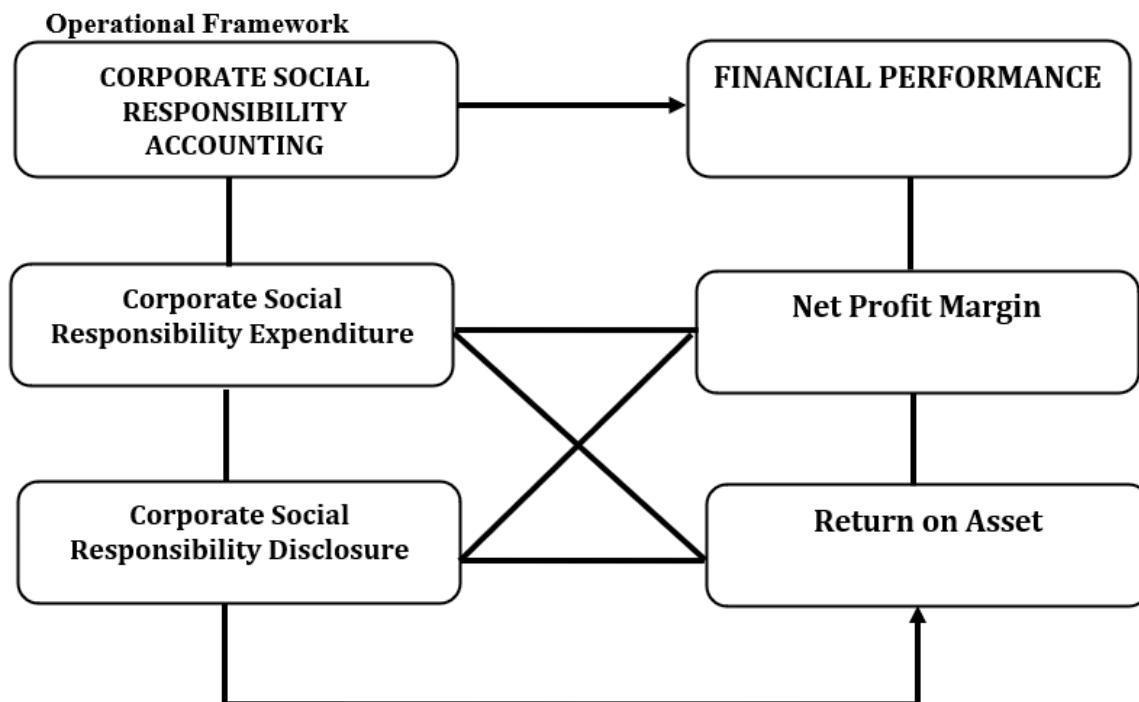 Operational Framework
CORPORATE SOCIAL
RESPONSIBILITY
ACCOUNTING
FINANCIAL PERFORMANCE
Corporate Social
Responsibility Expenditure
Net Profit Margin
Corporate Social
Responsibility Disclosure
Return on Asset